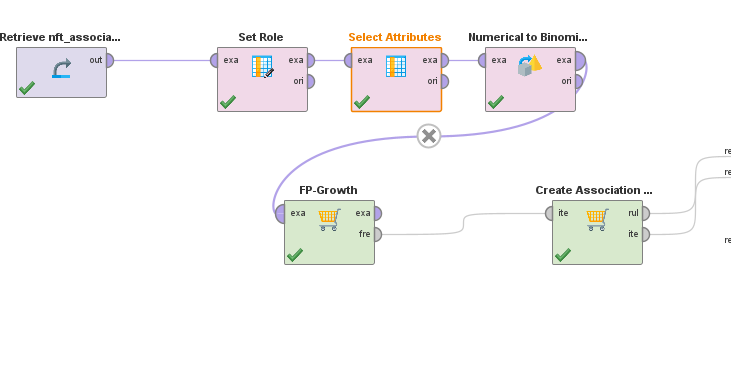 Retrieve nft_associa...
Set Role
Select Attributes
Numerical to Binomi...
out
exa
exa
exa
exa
exa
exa
ori
ori
ori
FP-Growth
Create Association ...
exa
exa
ite
rul
fre
ite
re
re
re